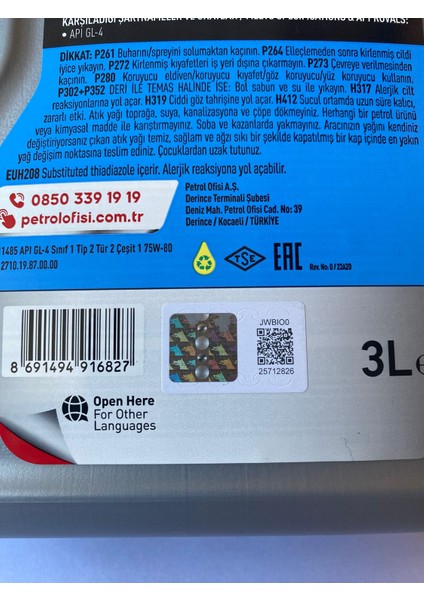 KARŞILADIĞI ŞARTNAMELER VE ONAYLAR:
• API GL-4
DİKKAT: P261 Buharını/spreyini solumaktan kaçının. P264 Elleçlemeden sonra kirlenmiş cildi
iyice yıkayın. P272 Kirlenmiş kıyafetleri iş yeri dışına çıkarmayın. P273 Çevreye verilmesinden
kaçının. P280 Koruyucu eldiven/koruyucu kıyafet/göz koruyucu/yüz koruyucu kullanın.
P302+P352 DERİ İLE TEMAS HALİNDE İSE: Bol sabun ve su ile yıkayın. H317 Alerjik cilt
reaksiyonlarına yol açar. H319 Ciddi göz tahrişine yol açar. H412 Sucul ortamda uzun süre kalıcı,
zararlı etki. Atık yağı toprağa, suya, kanalizasyona ve çöpe dökmeyiniz. Herhangi bir petrol ürünü
veya kimyasal madde ile karıştırmayınız. Soba ve kazanlarda yakmayınız. Aracınızın yağını kendiniz
değiştiriyorsanız çıkan atık yağı temiz, sağlam ve ağzı sıkı bir şekilde kapatılmış bir kap içinde en yakın
yağ değişim noktasına teslim ediniz. Çocuklardan uzak tutunuz.
EUH208 Substituted thiadiazole içerir. Alerjik reaksiyona yol açabilir.
0850 339 19 19
petrolofisi.com.tr
Petrol Ofisi A.Ş.
Derince Terminali Şubesi
Deniz Mah. Petrol Ofisi Cad. No: 39
Derince / Kocaeli / TÜRKİYE
1485 API GL-4 Sınıf 1 Tip 2 Tür 2 Çeşit 1 75W-80
2710.19.87.00.00
TSE
EAC
Rev. No: 0 / 22A20
JWBIO0
25712826
8 691494 916827
3L
Open Here
For Other
Languages